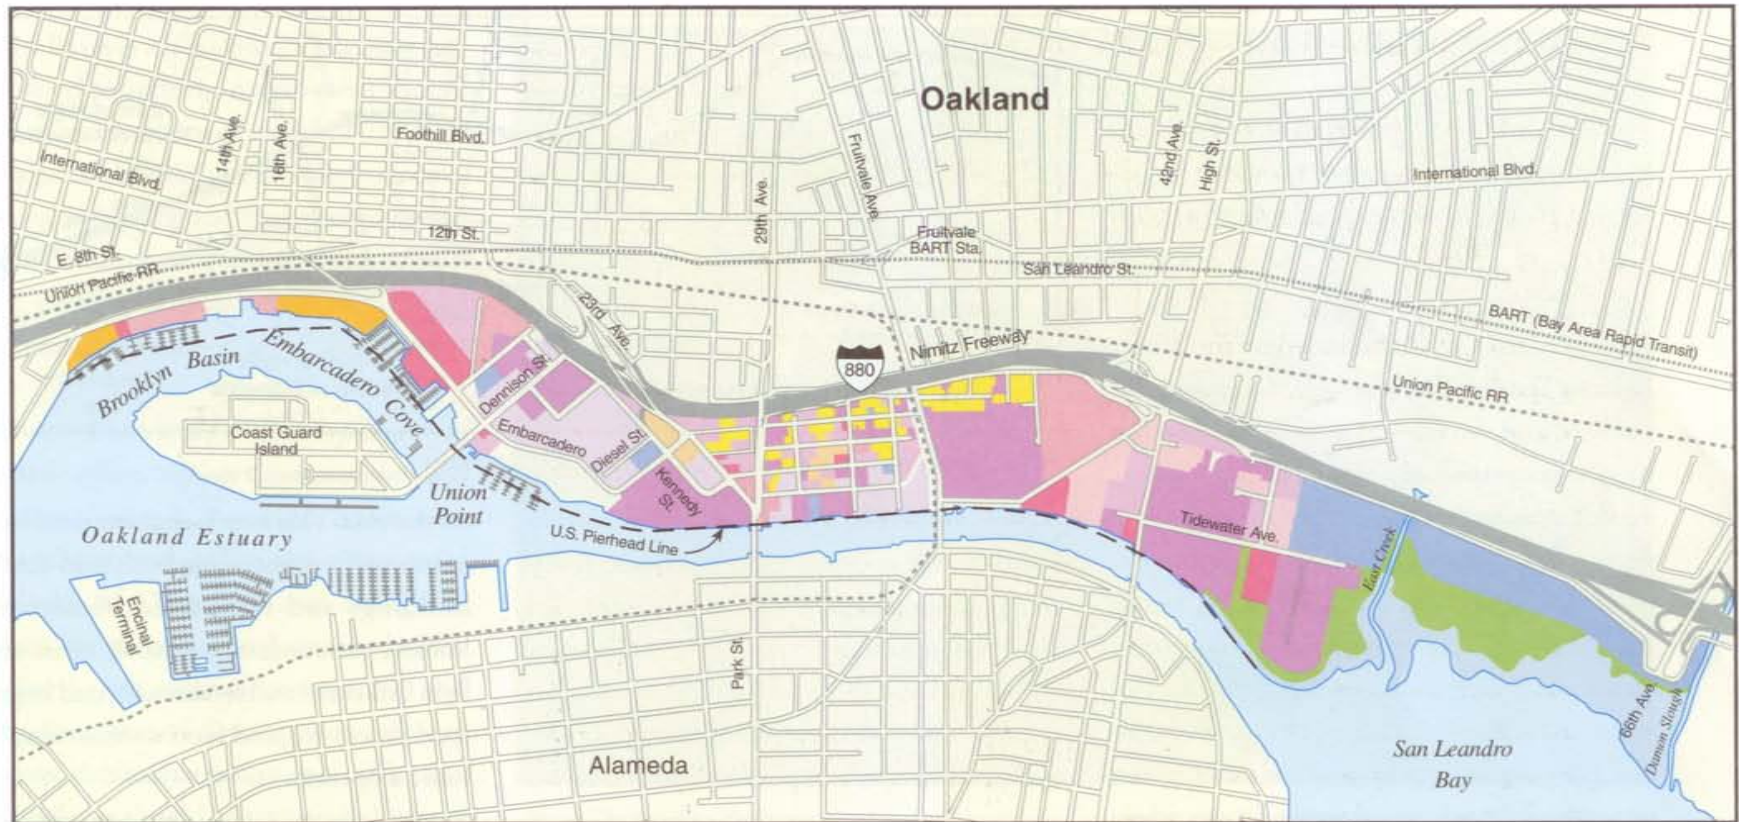 Oakland
Foothill Blvd.
14th Ave.
16th Ave.
International Blvd.
42nd Ave.
High St.
Fruitvale Ave.
International Blvd.
29th Ave.
12th St.
Fruitvale
BART Sta.
E. 8th St.
San Leandro St.
Union Pacific RR
23rd Ave.
BART (Bay Area Rapid Transit)
Nimitz Freeway
880
Union Pacific RR
Brooklyn Basin
Embarcadero Cove
Dennison St.
Coast Guard
Island
Embarcadero
Diesel St.
Kennedy
St.
Union
Point
U.S. Pierhead Line
Tidewater Ave.
Oakland Estuary
East Creek
Encinal
Terminal
Park St.
66th Ave.
Damon Slough
Alameda
San Leandro
Bay